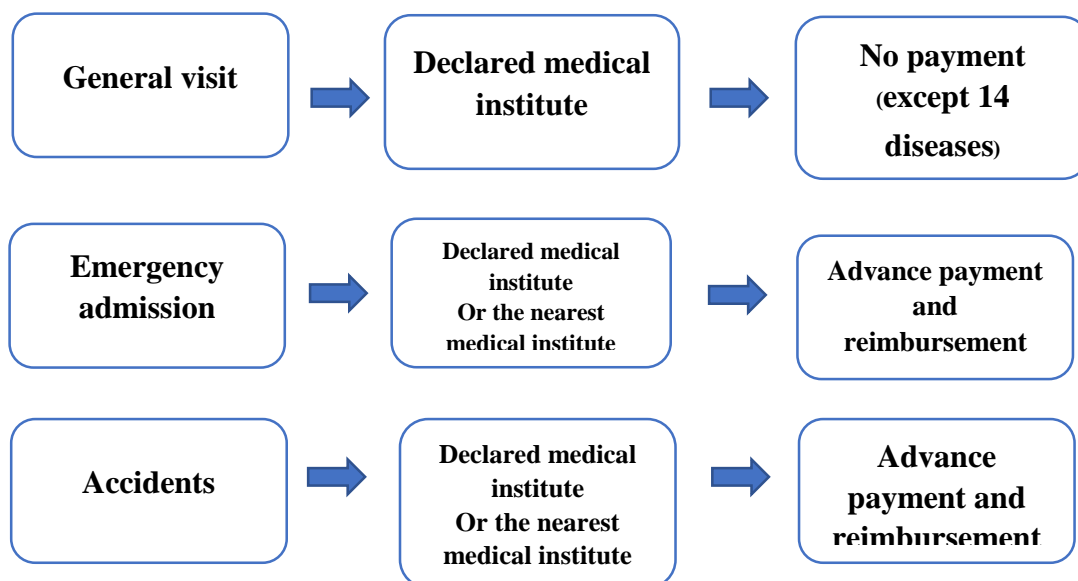 General visit
Declared medical
institute
No payment
(except 14
diseases)
Emergency
admission
Declared medical
institute
Or the nearest
medical institute
Advance payment
and
reimbursement
Accidents
Declared medical
institute
Or the nearest
medical institute
Advance
payment and
reimbursement